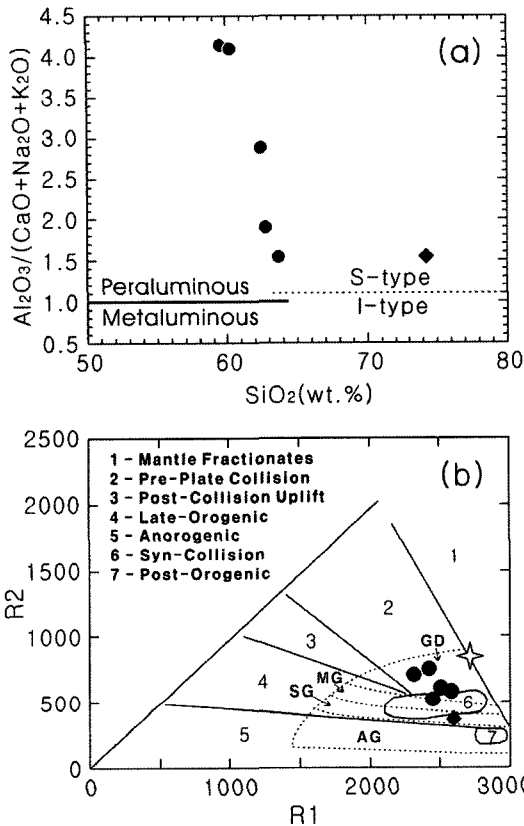 (a)
4.5
4.0
3.5
3.0
2.5
2.0
1.5
1.0
0.5
Al2O3/(CaO+Na2O+K2O)
Peraluminous
Metaluminous
S-type
I-type
50 60 70 80
SiO2(wt.%)
(b)
2500
2000
1500
1000
500
0
R2
1 - Mantle Fractionates
2 - Pre-Plate Collision
3 - Post-Collision Uplift
4 - Late-Orogenic
5 - Anorogenic
6 - Syn-Collision
7 - Post-Orogenic
1
2
3
GD
4
MG
SG
6
5
AG
7
0 1000 2000 3000
R1